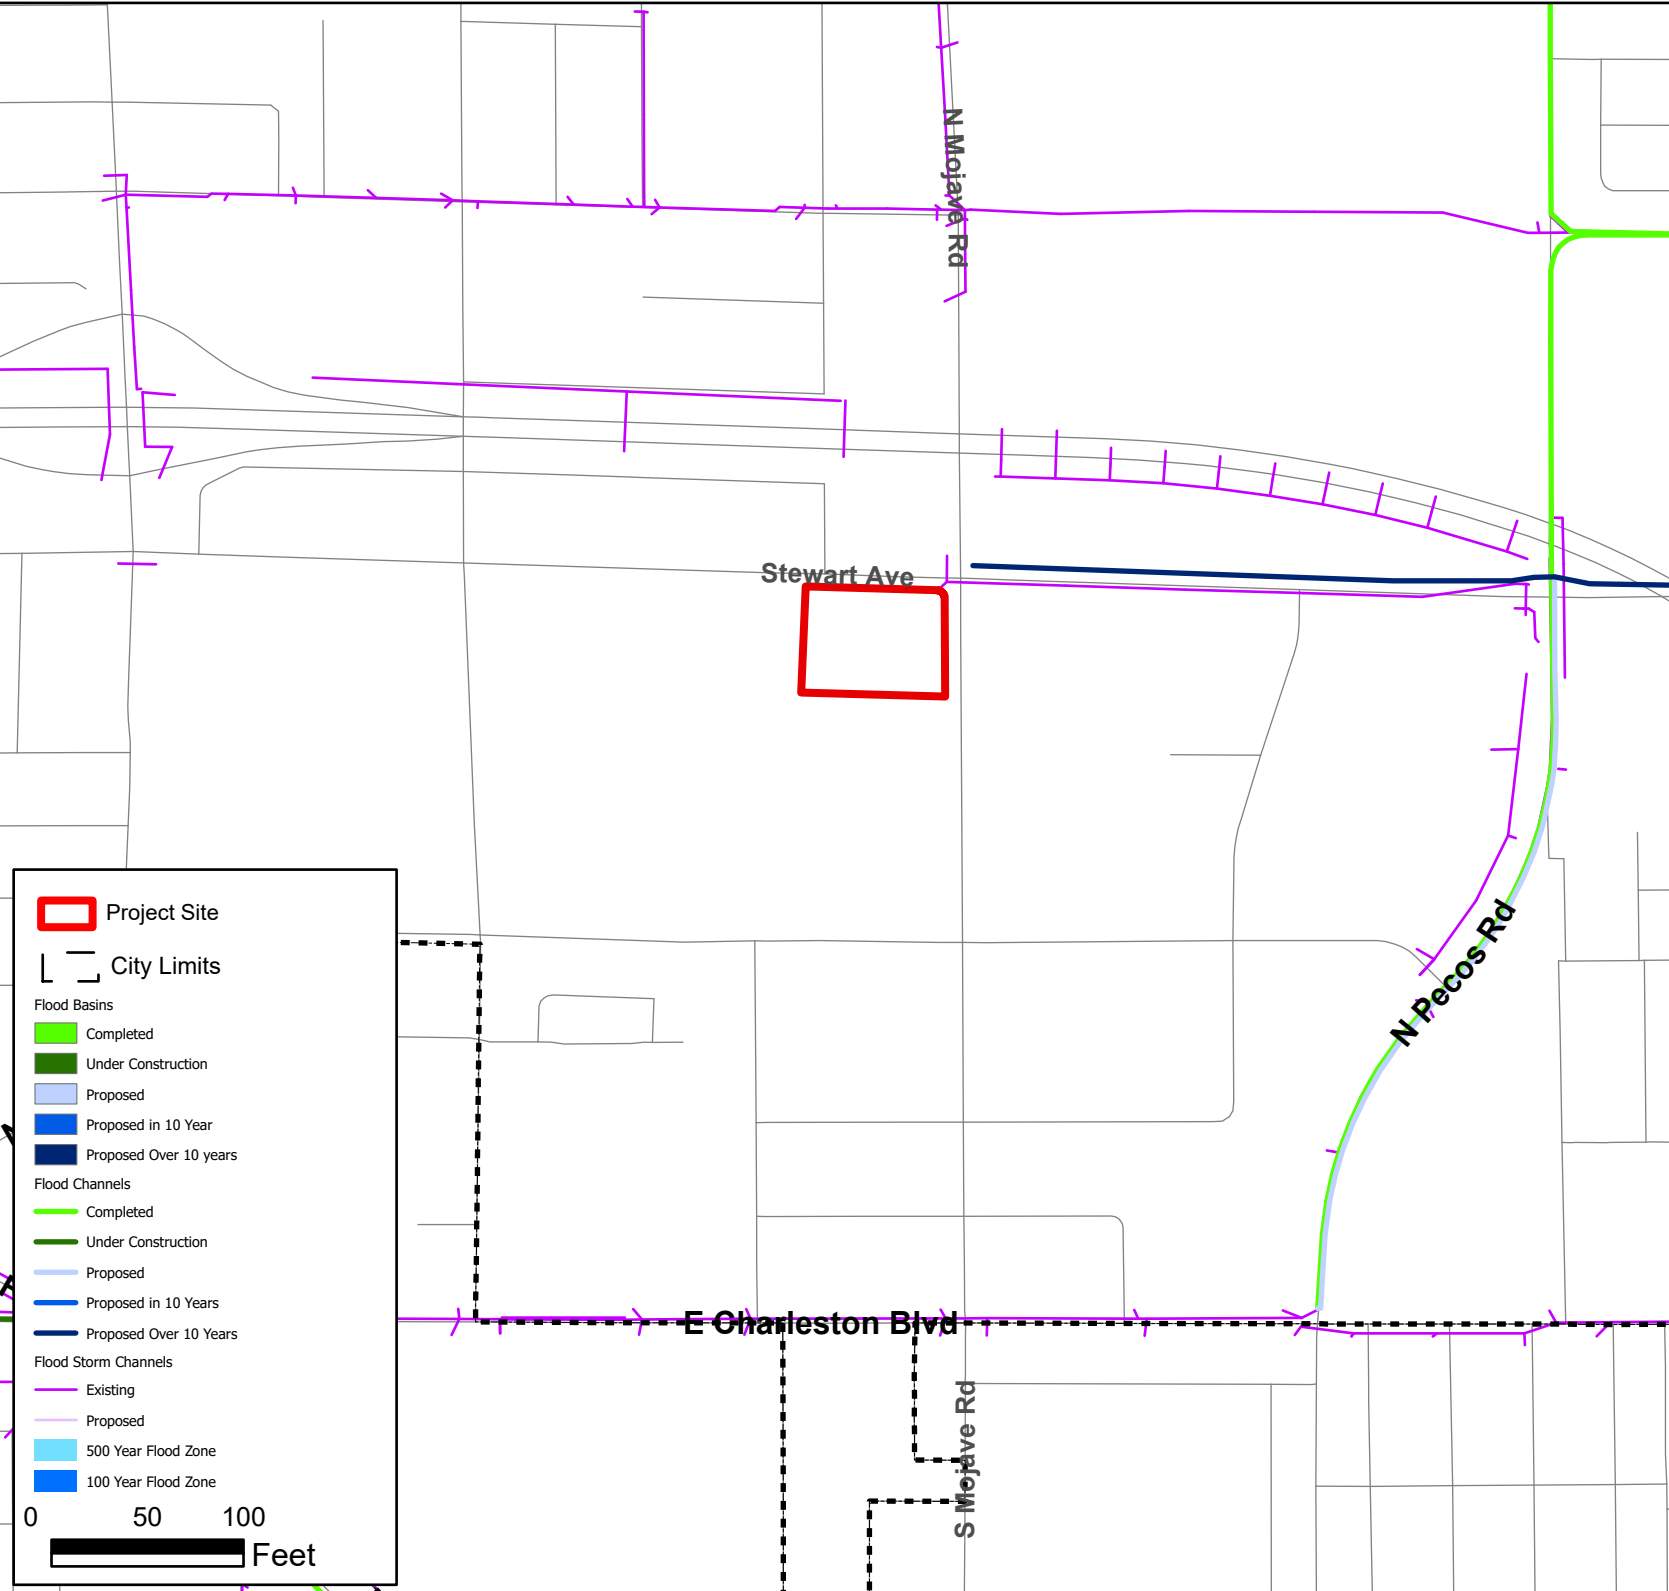 N Mojave Rd
Stewart Ave
N Pecos Rd
E Charleston Blvd
S Mojave Rd
Project Site
City Limits
Flood Basins
Completed
Under Construction
Proposed
Proposed in 10 Year
Proposed Over 10 years
Flood Channels
Completed
Under Construction
Proposed
Proposed in 10 Years
Proposed Over 10 Years
Flood Storm Channels
Existing
Proposed
500 Year Flood Zone
100 Year Flood Zone
0 50 100
Feet